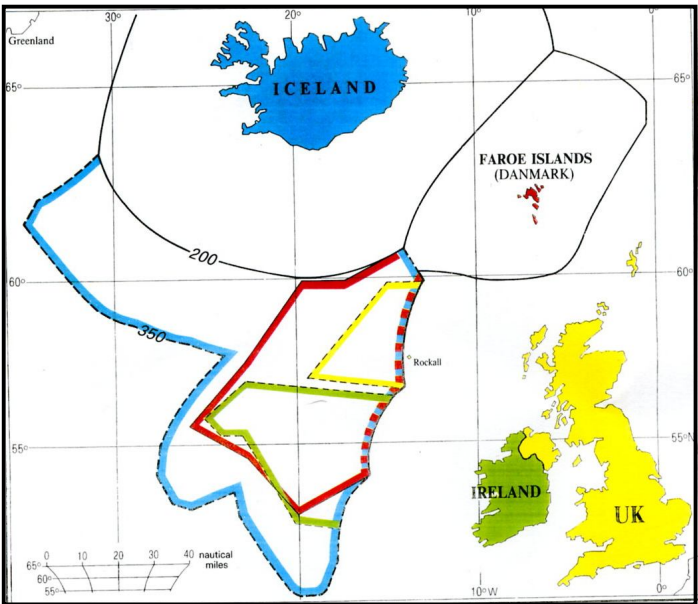 30° 20° 10° 0°
Greenland
65° 65°
ICELAND
FAROE ISLANDS
(DANMARK)
200
60° 60°
350
Rockall
55° 55°N
IRELAND
UK
0 10 20 30 40 nautical
miles
65°
60°
55°
10°W 0°